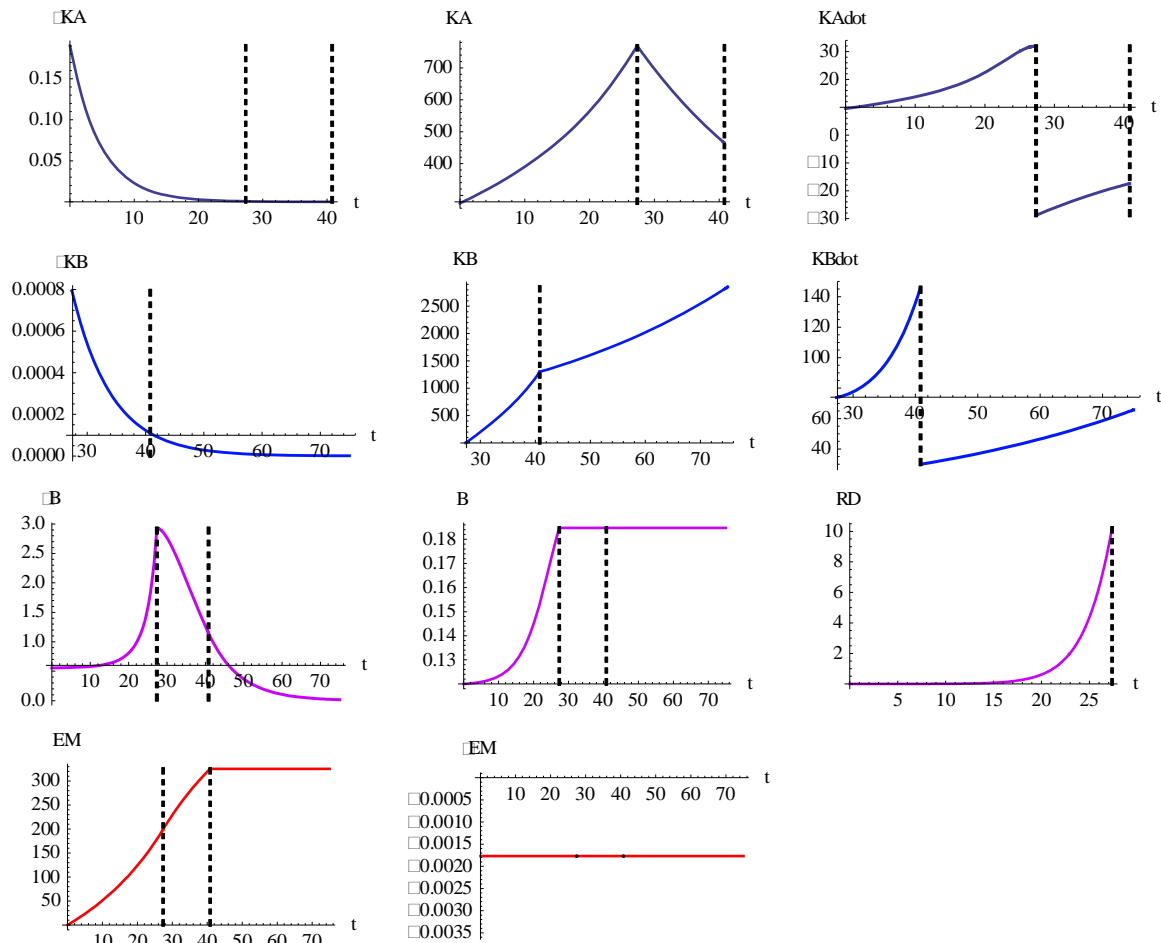 □KA
0.15
0.10
0.05
10 20 30 40 t
KA
700
600
500
400
10 20 30 40 t
KAdot
30
20
10 20 30 40 t
0
□10
□20
□30
□KB
0.0008
0.0006
0.0004
0.0002
0.0000
30 40 50 60 70 t
KB
2500
2000
1500
1000
500
30 40 50 60 70 t
KBdot
140
120
100
30 40 50 60 70 t
60
40
□B
3.0
2.5
2.0
1.5
1.0
0.0
10 20 30 40 50 60 70 t
B
0.18
0.17
0.16
0.15
0.14
0.13
10 20 30 40 50 60 70 t
RD
10
8
6
4
2
5 10 15 20 25 t
EM
300
250
200
150
100
50
10 20 30 40 50 60 70 t
□EM
10 20 30 40 50 60 70 t
□0.0005
□0.0010
□0.0015
□0.0020
□0.0025
□0.0030
□0.0035